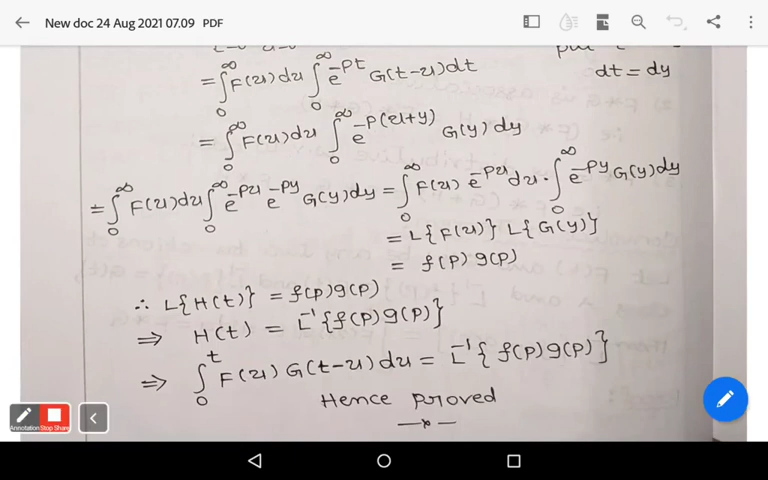 New doc 24 Aug 2021 07.09 PDF
= ∫₀^∞ F(u) du ∫₀^∞ e^{-pt} G(t-u) dt
dt = dy
= ∫₀^∞ F(u) du ∫₀^∞ e^{-p(u+y)} G(y) dy
= ∫₀^∞ F(u) du ∫₀^∞ e^{-pu} e^{-py} G(y) dy = ∫₀^∞ F(u) e^{-pu} du · ∫₀^∞ e^{-py} G(y) dy
= L{F(u)} L{G(y)}
= f(p) g(p)
∴ L{H(t)} = f(p) g(p)
⇒ H(t) = L⁻¹{f(p) g(p)}
⇒ ∫₀^t F(u) G(t-u) du = L⁻¹{f(p) g(p)}
Hence proved
Annotation Stop Share